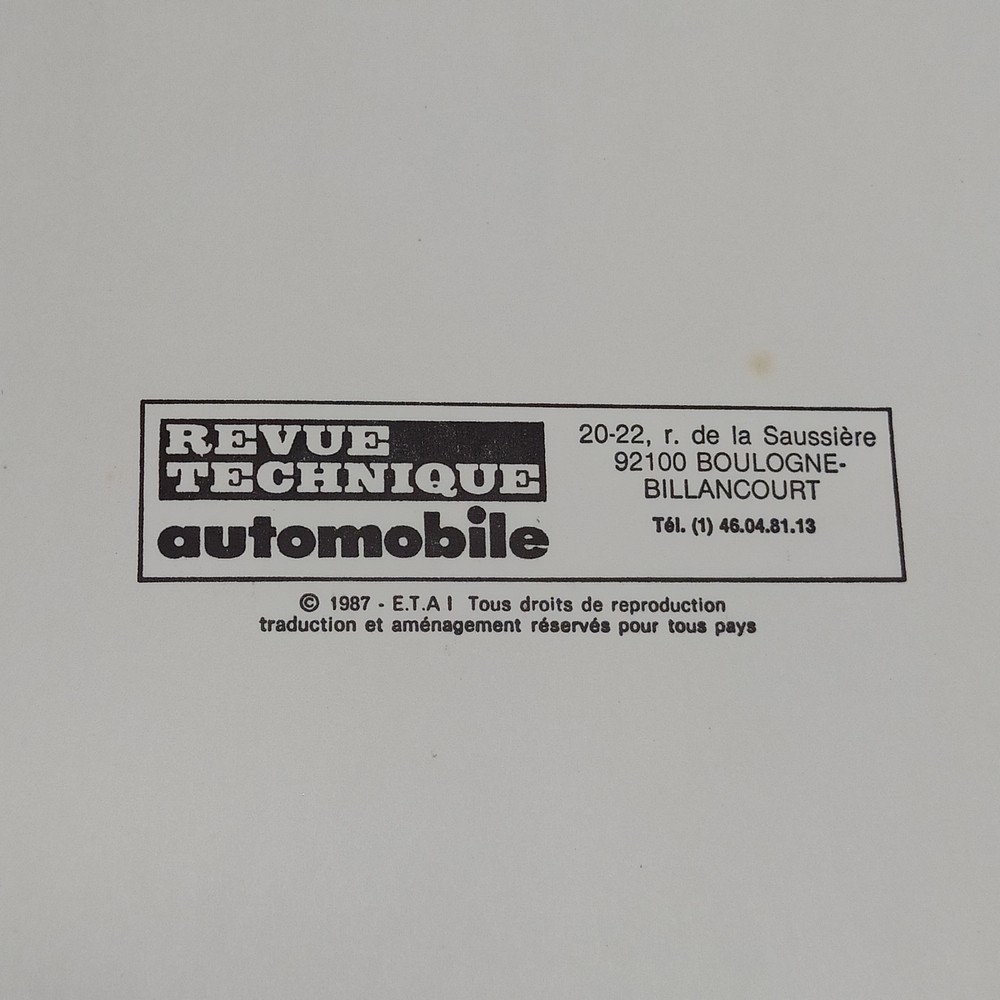 REVUE
TECHNIQUE
automobile
20-22, r. de la Saussière
92100 BOULOGNE-
BILLANCOURT
Tél. (1) 46.04.81.13
© 1987 - E.T.A I Tous droits de reproduction
traduction et aménagement réservés pour tous pays